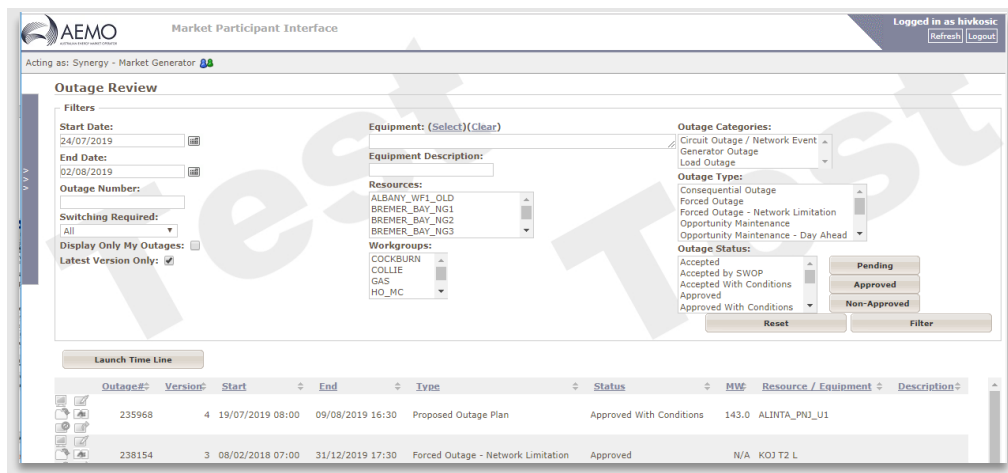 AEMO
AUSTRALIAN ENERGY MARKET OPERATOR
Market Participant Interface
Logged in as hivkosic
Refresh Logout
Acting as: Synergy - Market Generator
Outage Review
Filters
Start Date:
24/07/2019
End Date:
02/08/2019
Outage Number:
Switching Required:
All
Display Only My Outages:
Latest Version Only:
Equipment: (Select)(Clear)
Equipment Description:
Resources:
ALBANY_WF1_OLD
BREMER_BAY_NG1
BREMER_BAY_NG2
BREMER_BAY_NG3
Workgroups:
COCKBURN
COLLIE
GAS
HO_MC
Outage Categories:
Circuit Outage / Network Event
Generator Outage
Load Outage
Outage Type:
Consequential Outage
Forced Outage
Forced Outage - Network Limitation
Opportunity Maintenance
Opportunity Maintenance - Day Ahead
Outage Status:
Accepted
Accepted by SWOP
Accepted With Conditions
Approved
Approved With Conditions
Pending
Approved
Non-Approved
Reset Filter
Test Test
> > >
Launch Time Line
Outage# Version Start End Type Status MW Resource / Equipment Description
235968 4 19/07/2019 08:00 09/08/2019 16:30 Proposed Outage Plan Approved With Conditions 143.0 ALINTA_PNJ_U1
238154 3 08/02/2018 07:00 31/12/2019 17:30 Forced Outage - Network Limitation Approved N/A KOJ T2 L